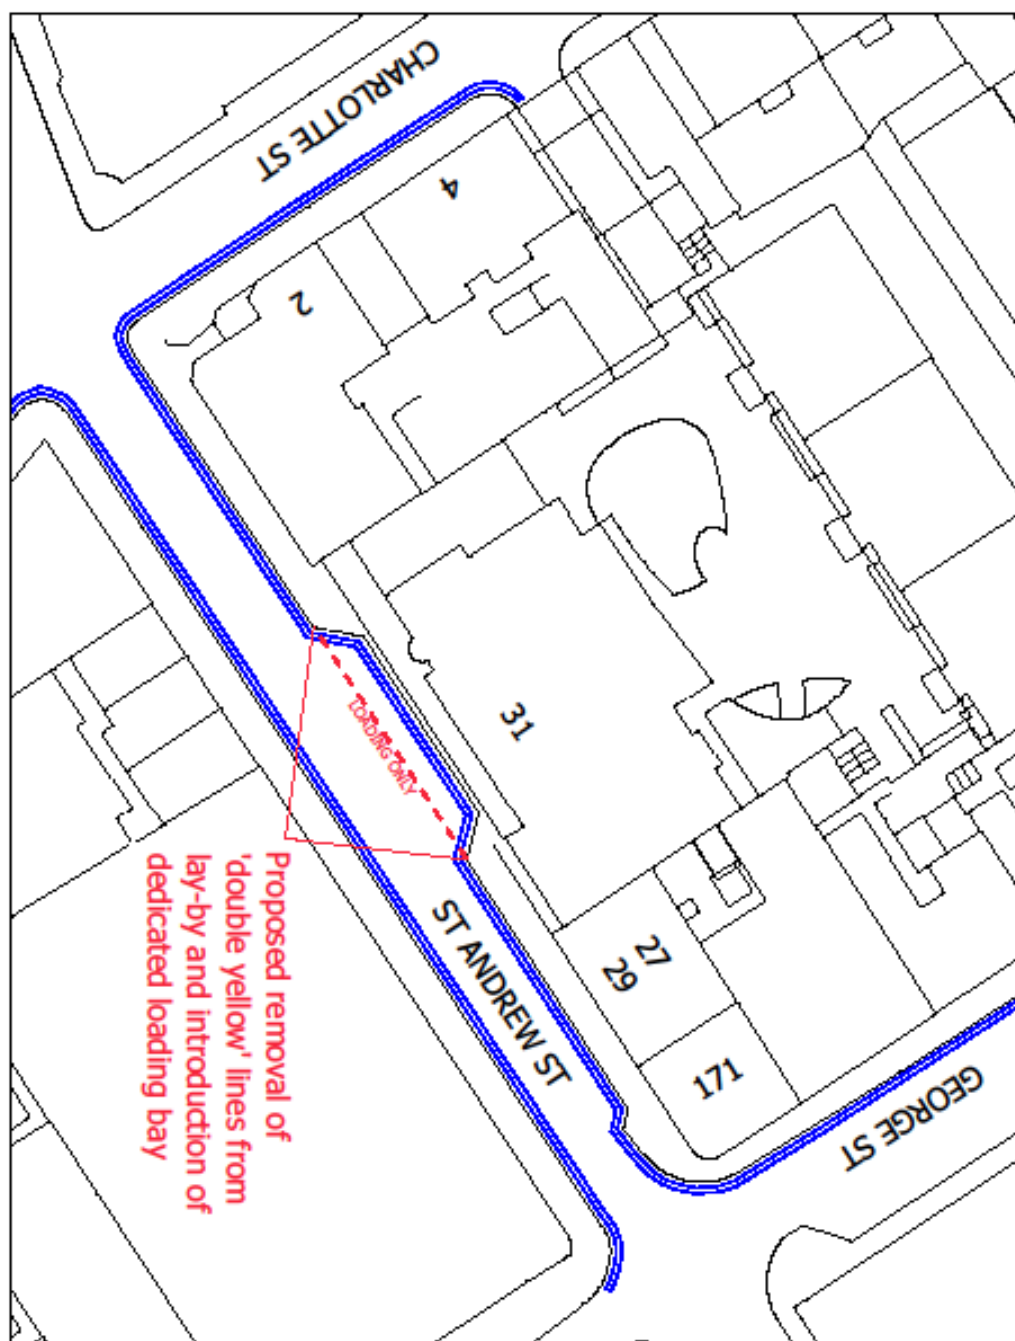 CHARLOTTE ST
4
2
31
LOADING ONLY
ST ANDREW ST
27
29
171
GEORGE ST
Proposed removal of
'double yellow' lines from
lay-by and introduction of
dedicated loading bay